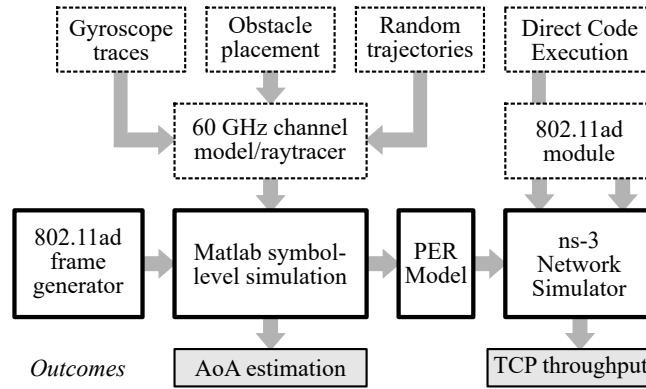 Gyroscope
traces
Obstacle
placement
Random
trajectories
Direct Code
Execution
60 GHz channel
model/raytracer
802.11ad
module
802.11ad
frame
generator
Matlab symbol-
level simulation
PER
Model
ns-3
Network
Simulator
Outcomes
AoA estimation
TCP throughput